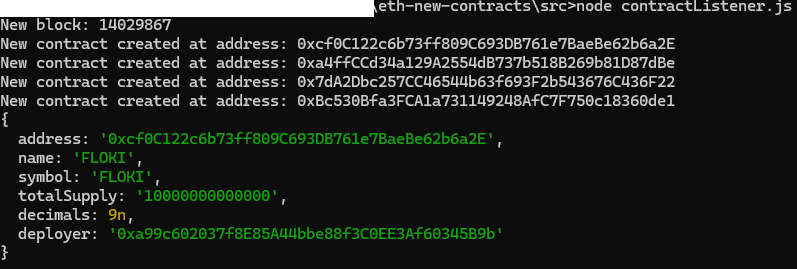 \eth-new-contracts\src>node contractListener.js
New block: 14029867
New contract created at address: 0xcf0C122c6b73ff809C693DB761e7BaeBe62b6a2E
New contract created at address: 0xa4ffCCd34a129A2554dB737b518B269b81D87dBe
New contract created at address: 0x7dA2Dbc257CC46544b63f693F2b543676C436F22
New contract created at address: 0xBc530Bfa3FCA1a731149248AfC7F750c18360de1
{
  address: '0xcf0C122c6b73ff809C693DB761e7BaeBe62b6a2E',
  name: 'FLOKI',
  symbol: 'FLOKI',
  totalSupply: '10000000000000',
  decimals: 9n,
  deployer: '0xa99c602037f8E85A44bbe88f3C0EE3Af60345B9b'
}